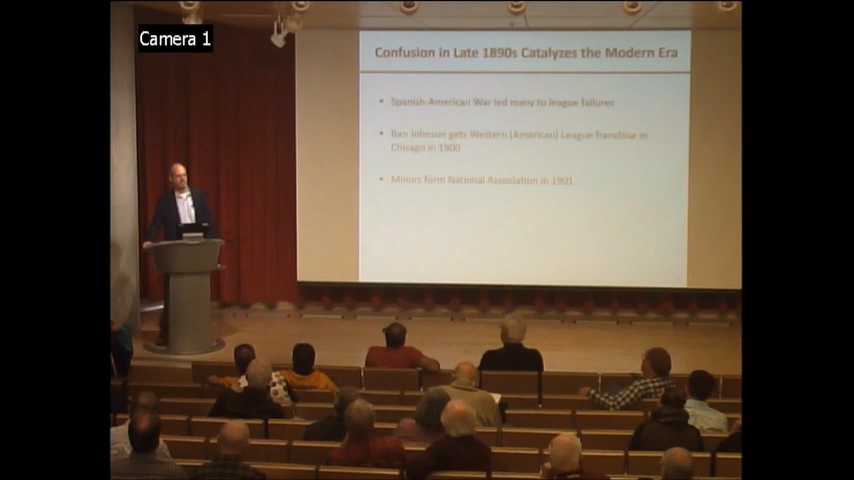 Camera 1
Confusion in Late 1890s Catalyzes the Modern Era
• Spanish-American War led many to league failures
• Ban Johnson gets Western (American) League franchise in
Chicago in 1900
• Minors form National Association in 1901